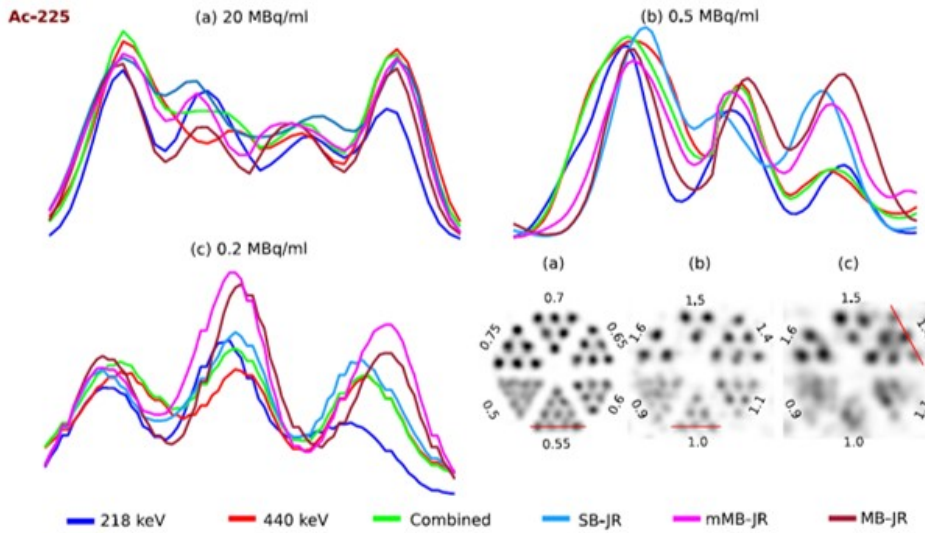 Ac-225
(a) 20 MBq/ml
(b) 0.5 MBq/ml
(c) 0.2 MBq/ml
(a)
(b)
(c)
0.7
0.75
0.65
0.5
0.6
0.55
1.5
1.6
1.4
0.9
1.1
1.0
1.5
1.6
0.9
1.0
218 keV
440 keV
Combined
SB-JR
mMB-JR
MB-JR